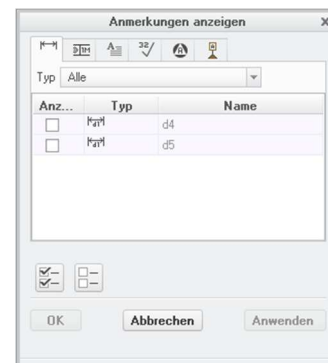 Anmerkungen anzeigen x
Typ Alle
Anz... Typ Name
d4
d5
OK Abbrechen Anwenden